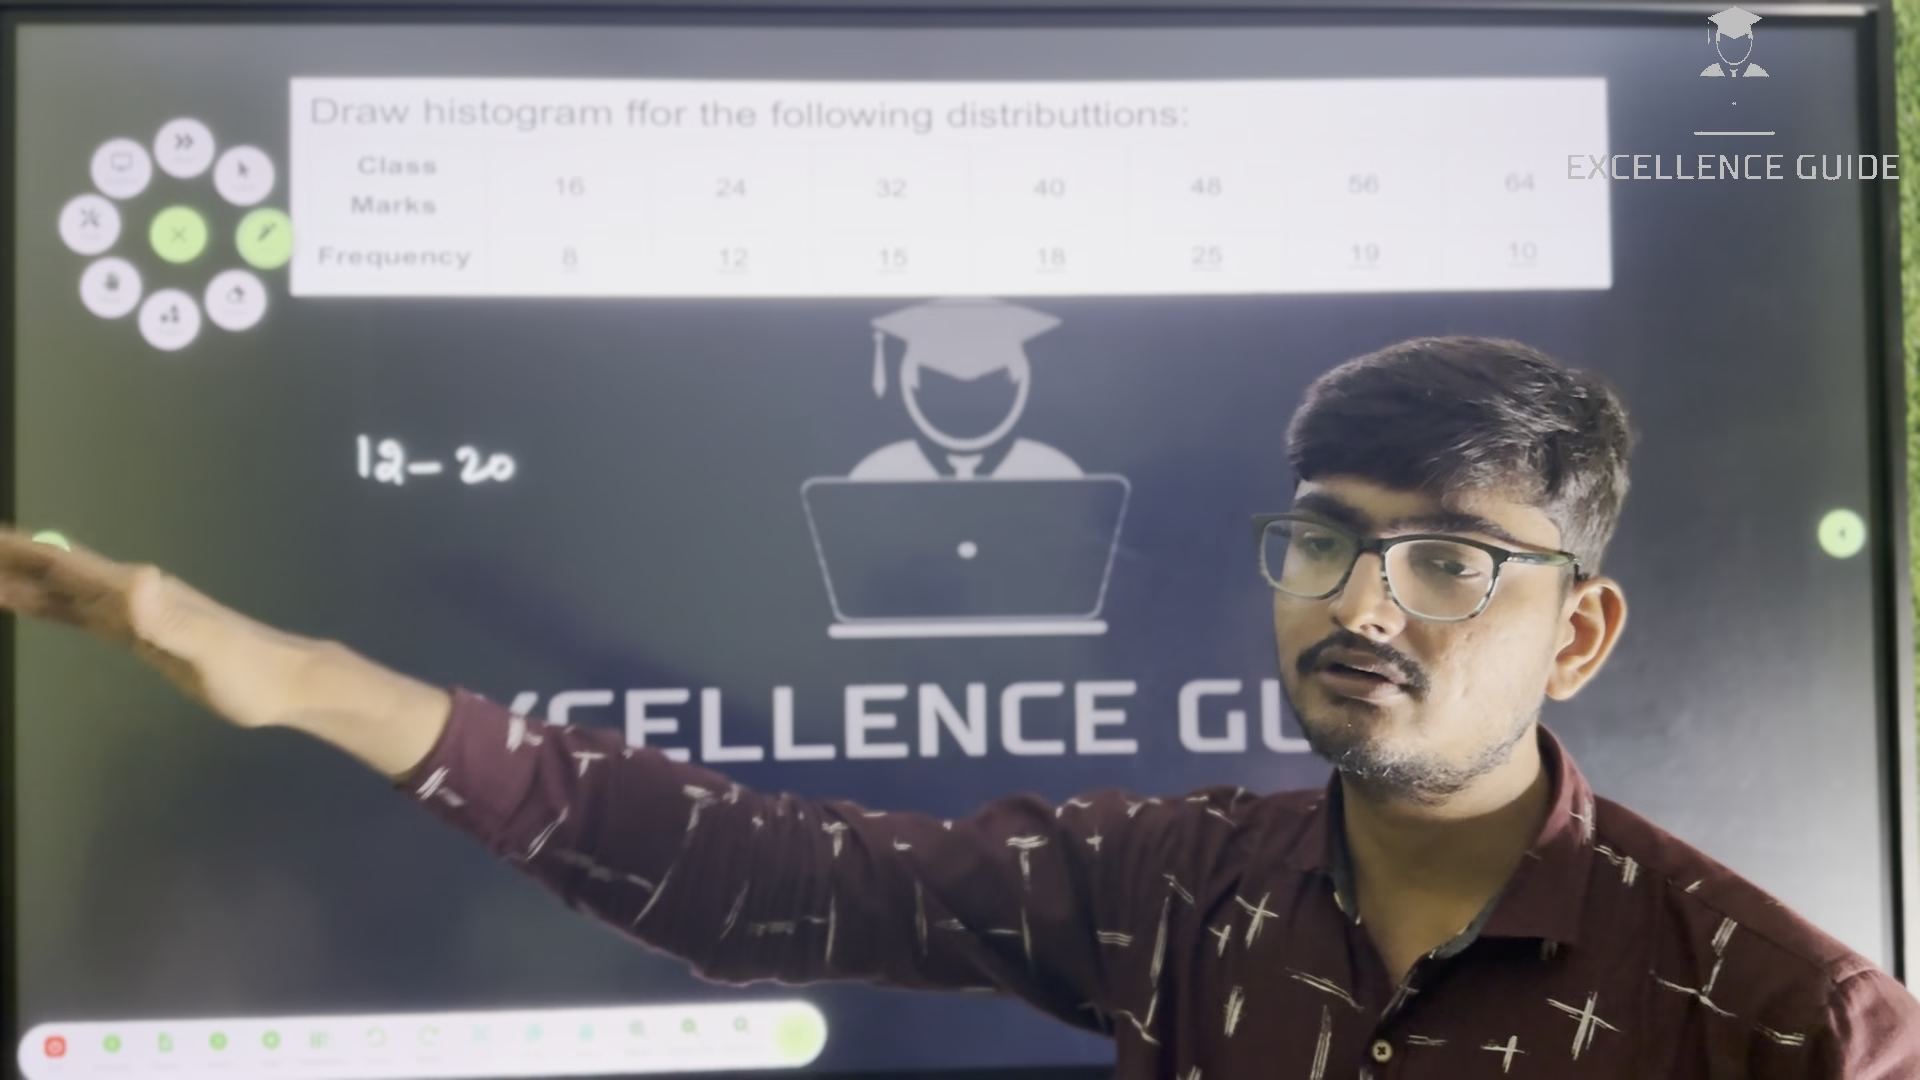 EXCELLENCE GUIDE
Draw histogram ffor the following distributtions:
Class Marks 16 24 32 40 48 56 64
Frequency 8 12 15 18 25 19 10
12-20
XCELLENCE GU